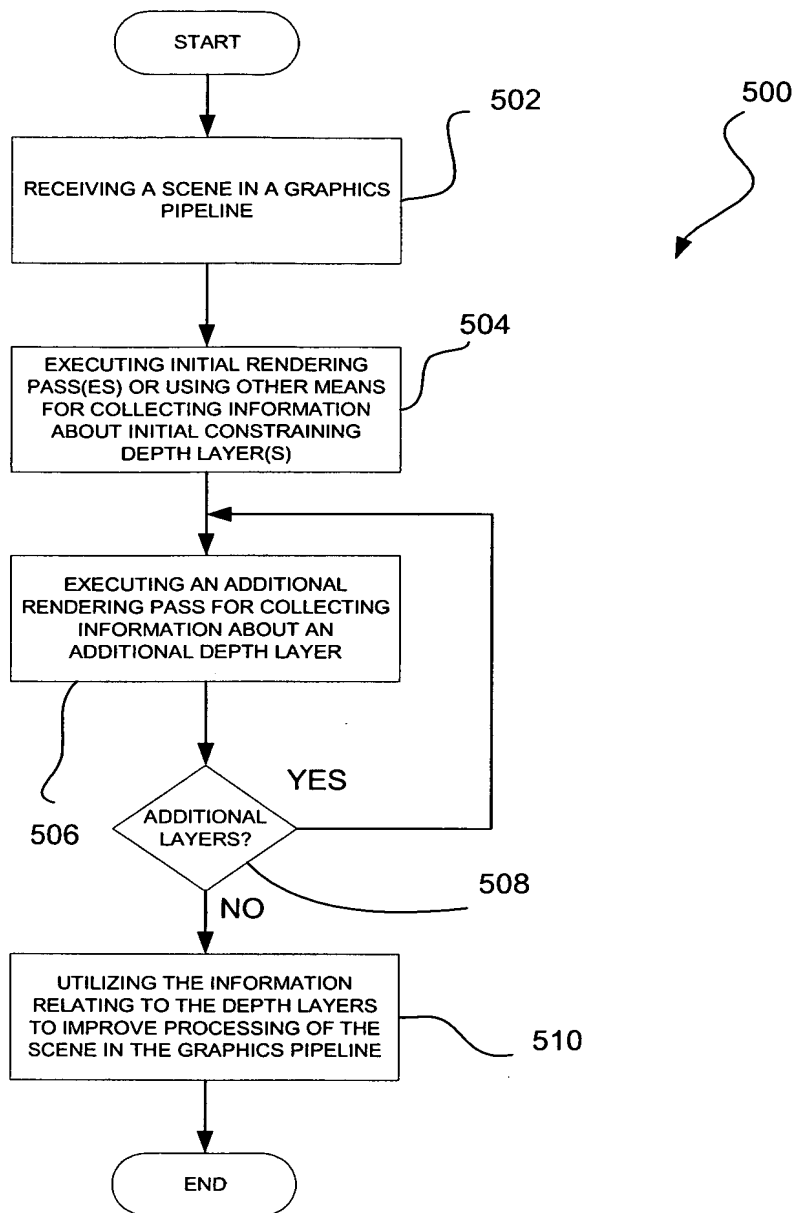 START
502
500
RECEIVING A SCENE IN A GRAPHICS
PIPELINE
504
EXECUTING INITIAL RENDERING
PASS(ES) OR USING OTHER MEANS
FOR COLLECTING INFORMATION
ABOUT INITIAL CONSTRAINING
DEPTH LAYER(S)
EXECUTING AN ADDITIONAL
RENDERING PASS FOR COLLECTING
INFORMATION ABOUT AN
ADDITIONAL DEPTH LAYER
506
YES
ADDITIONAL
LAYERS?
508
NO
UTILIZING THE INFORMATION
RELATING TO THE DEPTH LAYERS
TO IMPROVE PROCESSING OF THE
SCENE IN THE GRAPHICS PIPELINE
510
END